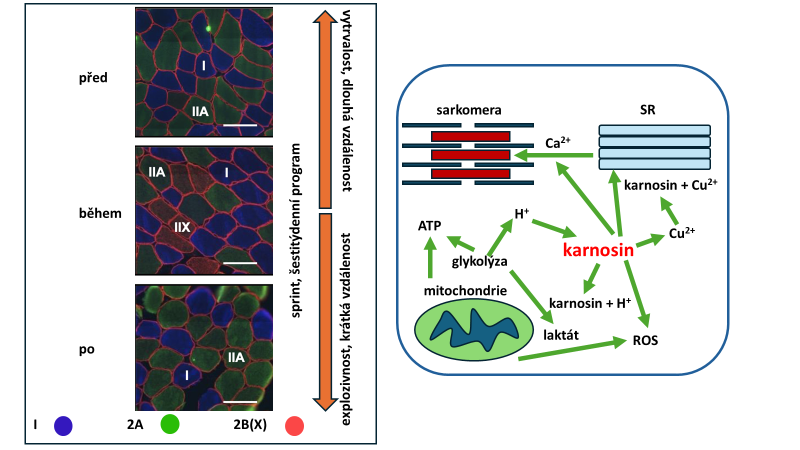 před
I
IIA
během
IIA
I
IIX
po
IIA
I
I
2A
2B(X)
sprint, šestitýdenní program
vytrvalost, dlouhá vzdálenost
explozivnost, krátká vzdálenost
sarkomera
SR
Ca2+
karnosin + Cu2+
H+
ATP
Cu2+
karnosin
glykolýza
mitochondrie
karnosin + H+
laktát
ROS